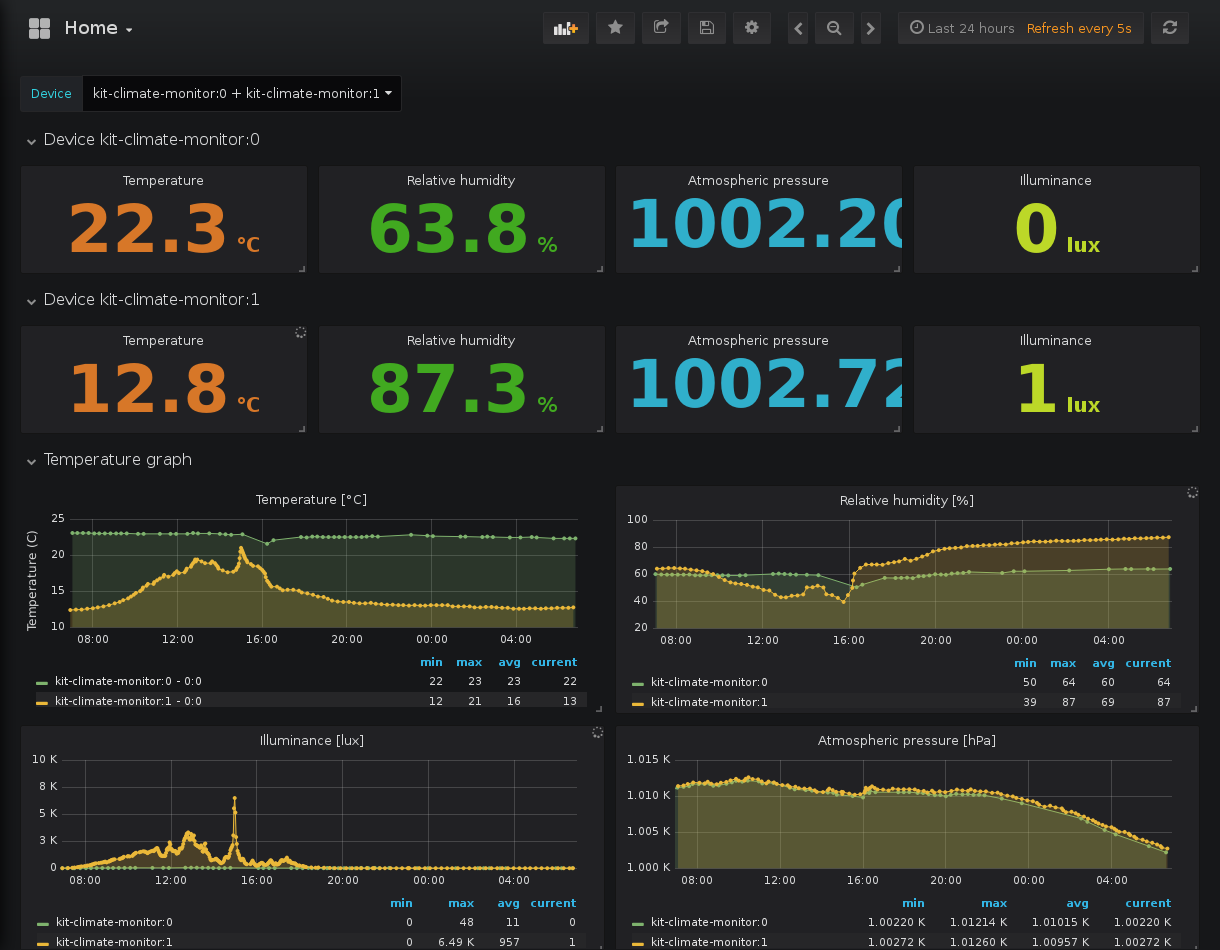 Home
Last 24 hours Refresh every 5s
Device kit-climate-monitor:0 + kit-climate-monitor:1
Device kit-climate-monitor:0
Temperature Relative humidity Atmospheric pressure Illuminance
22.3 °C 63.8 % 1002.20 0 lux
Device kit-climate-monitor:1
Temperature Relative humidity Atmospheric pressure Illuminance
12.8 °C 87.3 % 1002.72 1 lux
Temperature graph
Temperature [°C]
Temperature (C)
25
20
15
10
08:00 12:00 16:00 20:00 00:00 04:00
min max avg current
kit-climate-monitor:0 - 0:0 22 23 23 22
kit-climate-monitor:1 - 0:0 12 21 16 13
Relative humidity [%]
100
80
60
40
20
08:00 12:00 16:00 20:00 00:00 04:00
min max avg current
kit-climate-monitor:0 50 64 60 64
kit-climate-monitor:1 39 87 69 87
Illuminance [lux]
10 K
8 K
5 K
3 K
0
08:00 12:00 16:00 20:00 00:00 04:00
min max avg current
kit-climate-monitor:0 0 48 11 0
kit-climate-monitor:1 0 6.49 K 957 1
Atmospheric pressure [hPa]
1.015 K
1.010 K
1.005 K
1.000 K
08:00 12:00 16:00 20:00 00:00 04:00
min max avg current
kit-climate-monitor:0 1.00220 K 1.01214 K 1.01015 K 1.00220 K
kit-climate-monitor:1 1.00272 K 1.01260 K 1.00957 K 1.00272 K